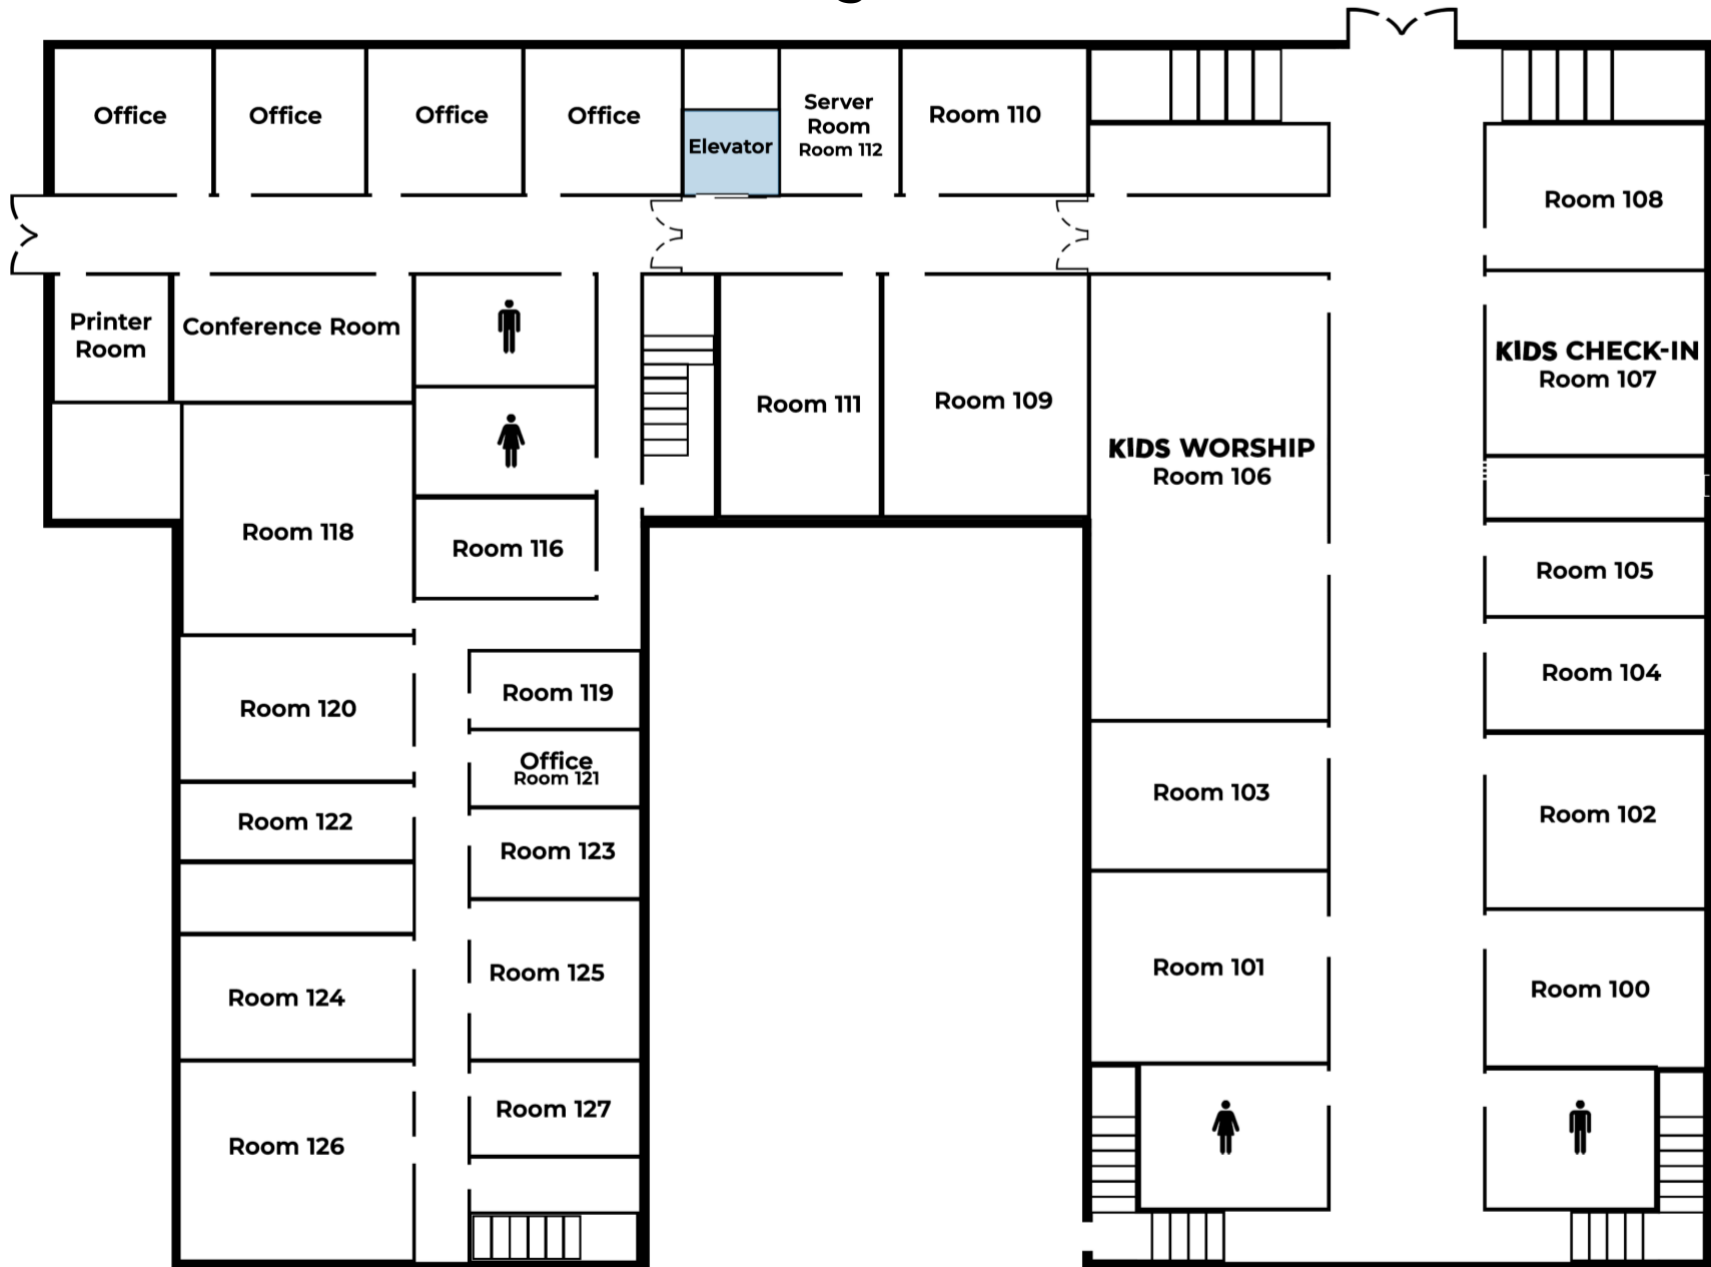 Office
Office
Office
Office
Elevator
Server
Room
Room 112
Room 110
Room 108
Printer
Room
Conference Room
Room 111
Room 109
KIDS WORSHIP
Room 106
KIDS CHECK-IN
Room 107
Room 118
Room 116
Room 105
Room 104
Room 120
Room 119
Office
Room 121
Room 122
Room 123
Room 103
Room 102
Room 124
Room 125
Room 101
Room 100
Room 126
Room 127